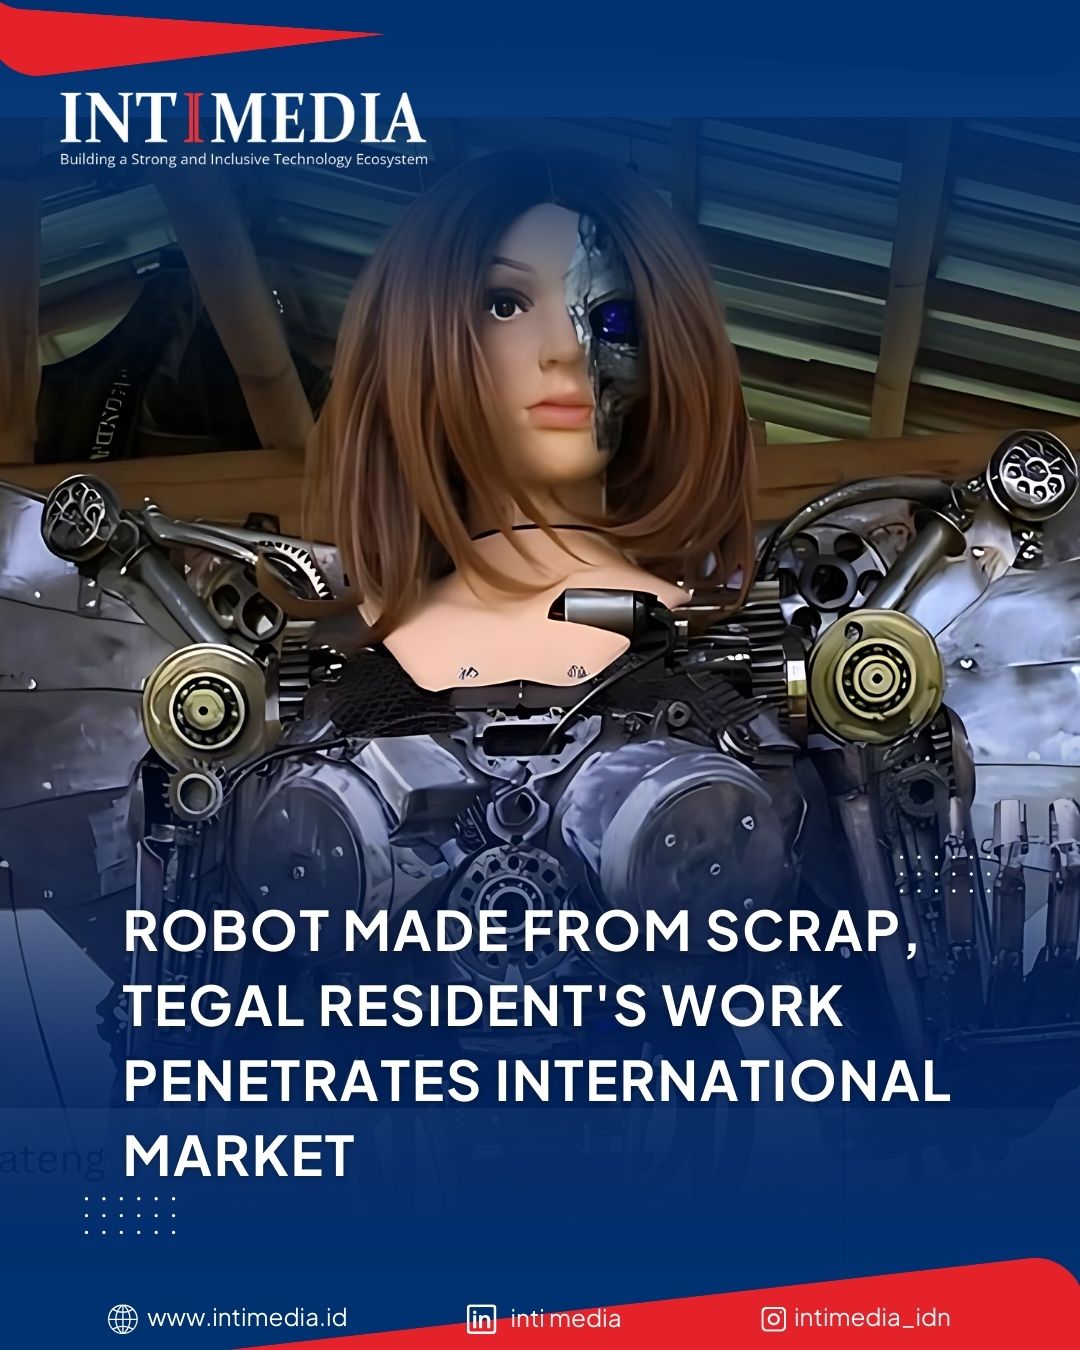 INTIMEDIA
Building a Strong and Inclusive Technology Ecosystem
ROBOT MADE FROM SCRAP,
TEGAL RESIDENT'S WORK
PENETRATES INTERNATIONAL
MARKET
ateng
www.intimedia.id
inti media
intimedia_idn